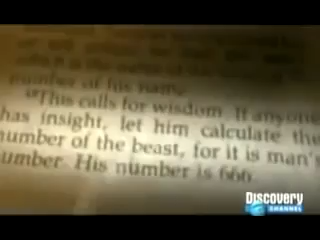 number of his name.
18This calls for wisdom. If anyone
has insight, let him calculate the
number of the beast, for it is man's
number. His number is 666.
Discovery
CHANNEL